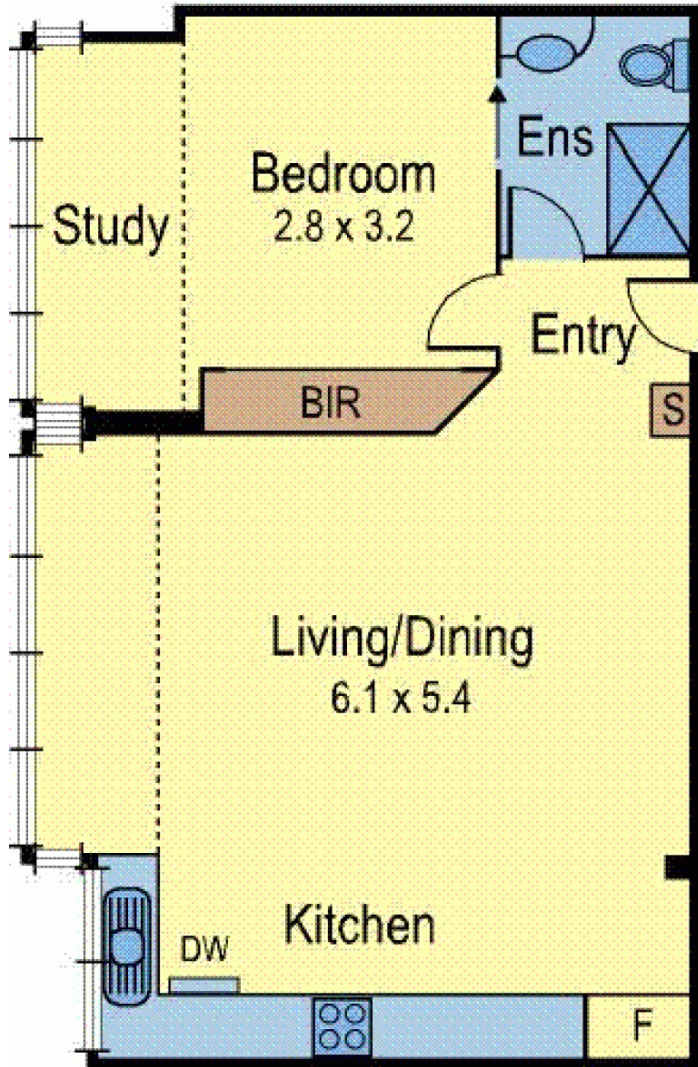 Ens
Bedroom
2.8 x 3.2
Study
Entry
BIR
S
Living/Dining
6.1 x 5.4
Kitchen
DW
F